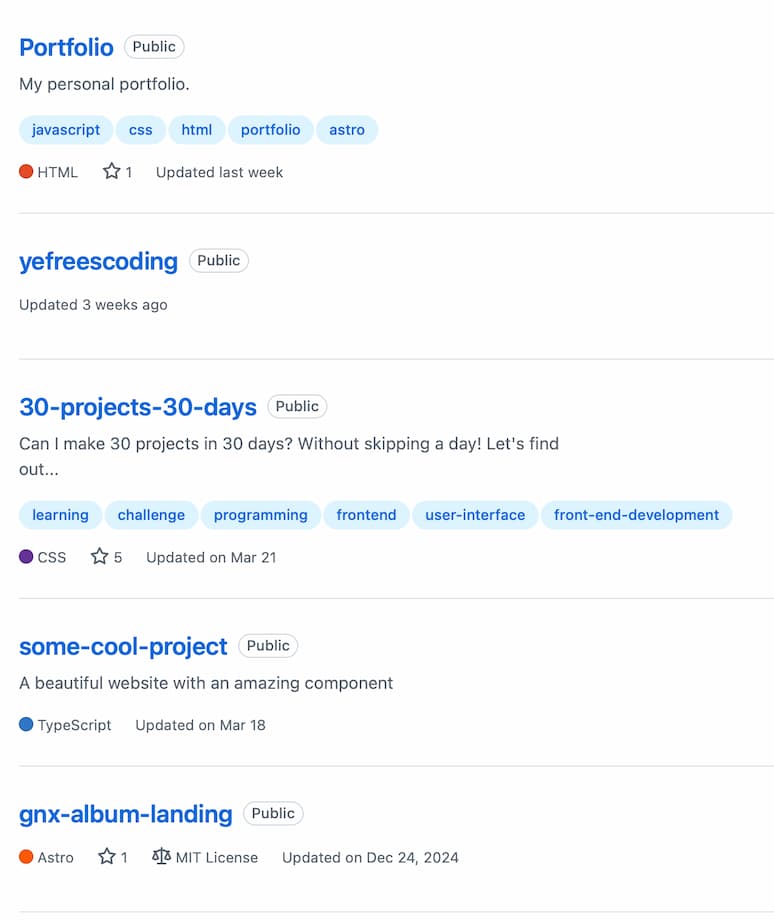 Portfolio Public
My personal portfolio.
javascript css html portfolio astro
HTML 1 Updated last week
yefreescoding Public
Updated 3 weeks ago
30-projects-30-days Public
Can I make 30 projects in 30 days? Without skipping a day! Let's find
out...
learning challenge programming frontend user-interface front-end-development
CSS 5 Updated on Mar 21
some-cool-project Public
A beautiful website with an amazing component
TypeScript Updated on Mar 18
gnx-album-landing Public
Astro 1 MIT License Updated on Dec 24, 2024